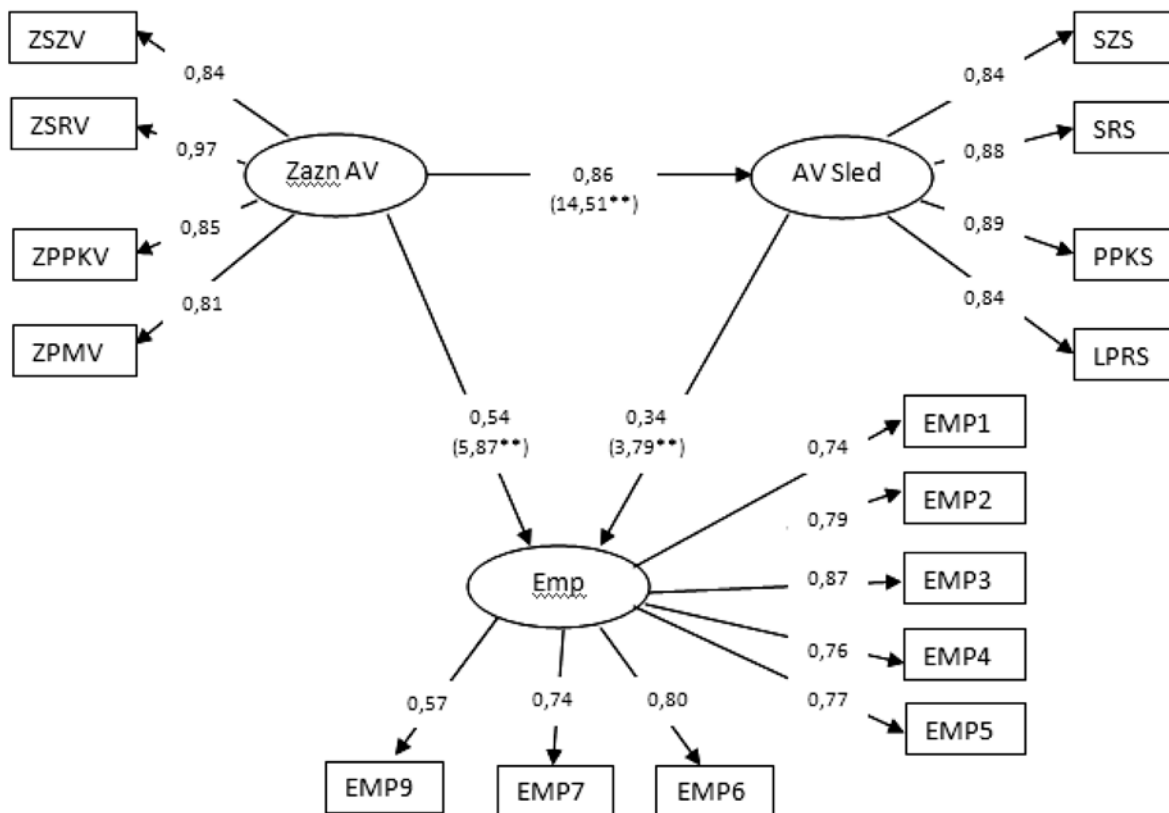 ZSZV
SZS
0,84
0,84
ZSRV
SRS
0,97
0,88
Zazn AV
0,86
(14,51**)
AV Sled
0,85
0,89
ZPPKV
PPKS
0,81
0,84
ZPMV
LPRS
0,54
(5,87**)
0,34
(3,79**)
0,74
EMP1
EMP2
0,79
Emp
0,87
EMP3
0,76
EMP4
0,77
EMP5
0,57
0,74
0,80
EMP9
EMP7
EMP6